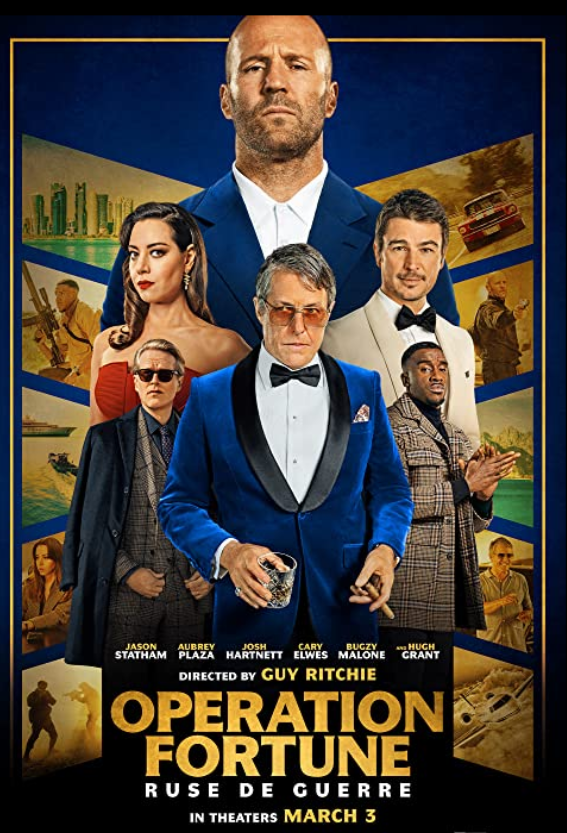 JASON STATHAM AUBREY PLAZA JOSH HARTNETT CARY ELWES BUGZY MALONE AND HUGH GRANT
DIRECTED BY GUY RITCHIE
OPERATION
FORTUNE
RUSE DE GUERRE
IN THEATERS MARCH 3